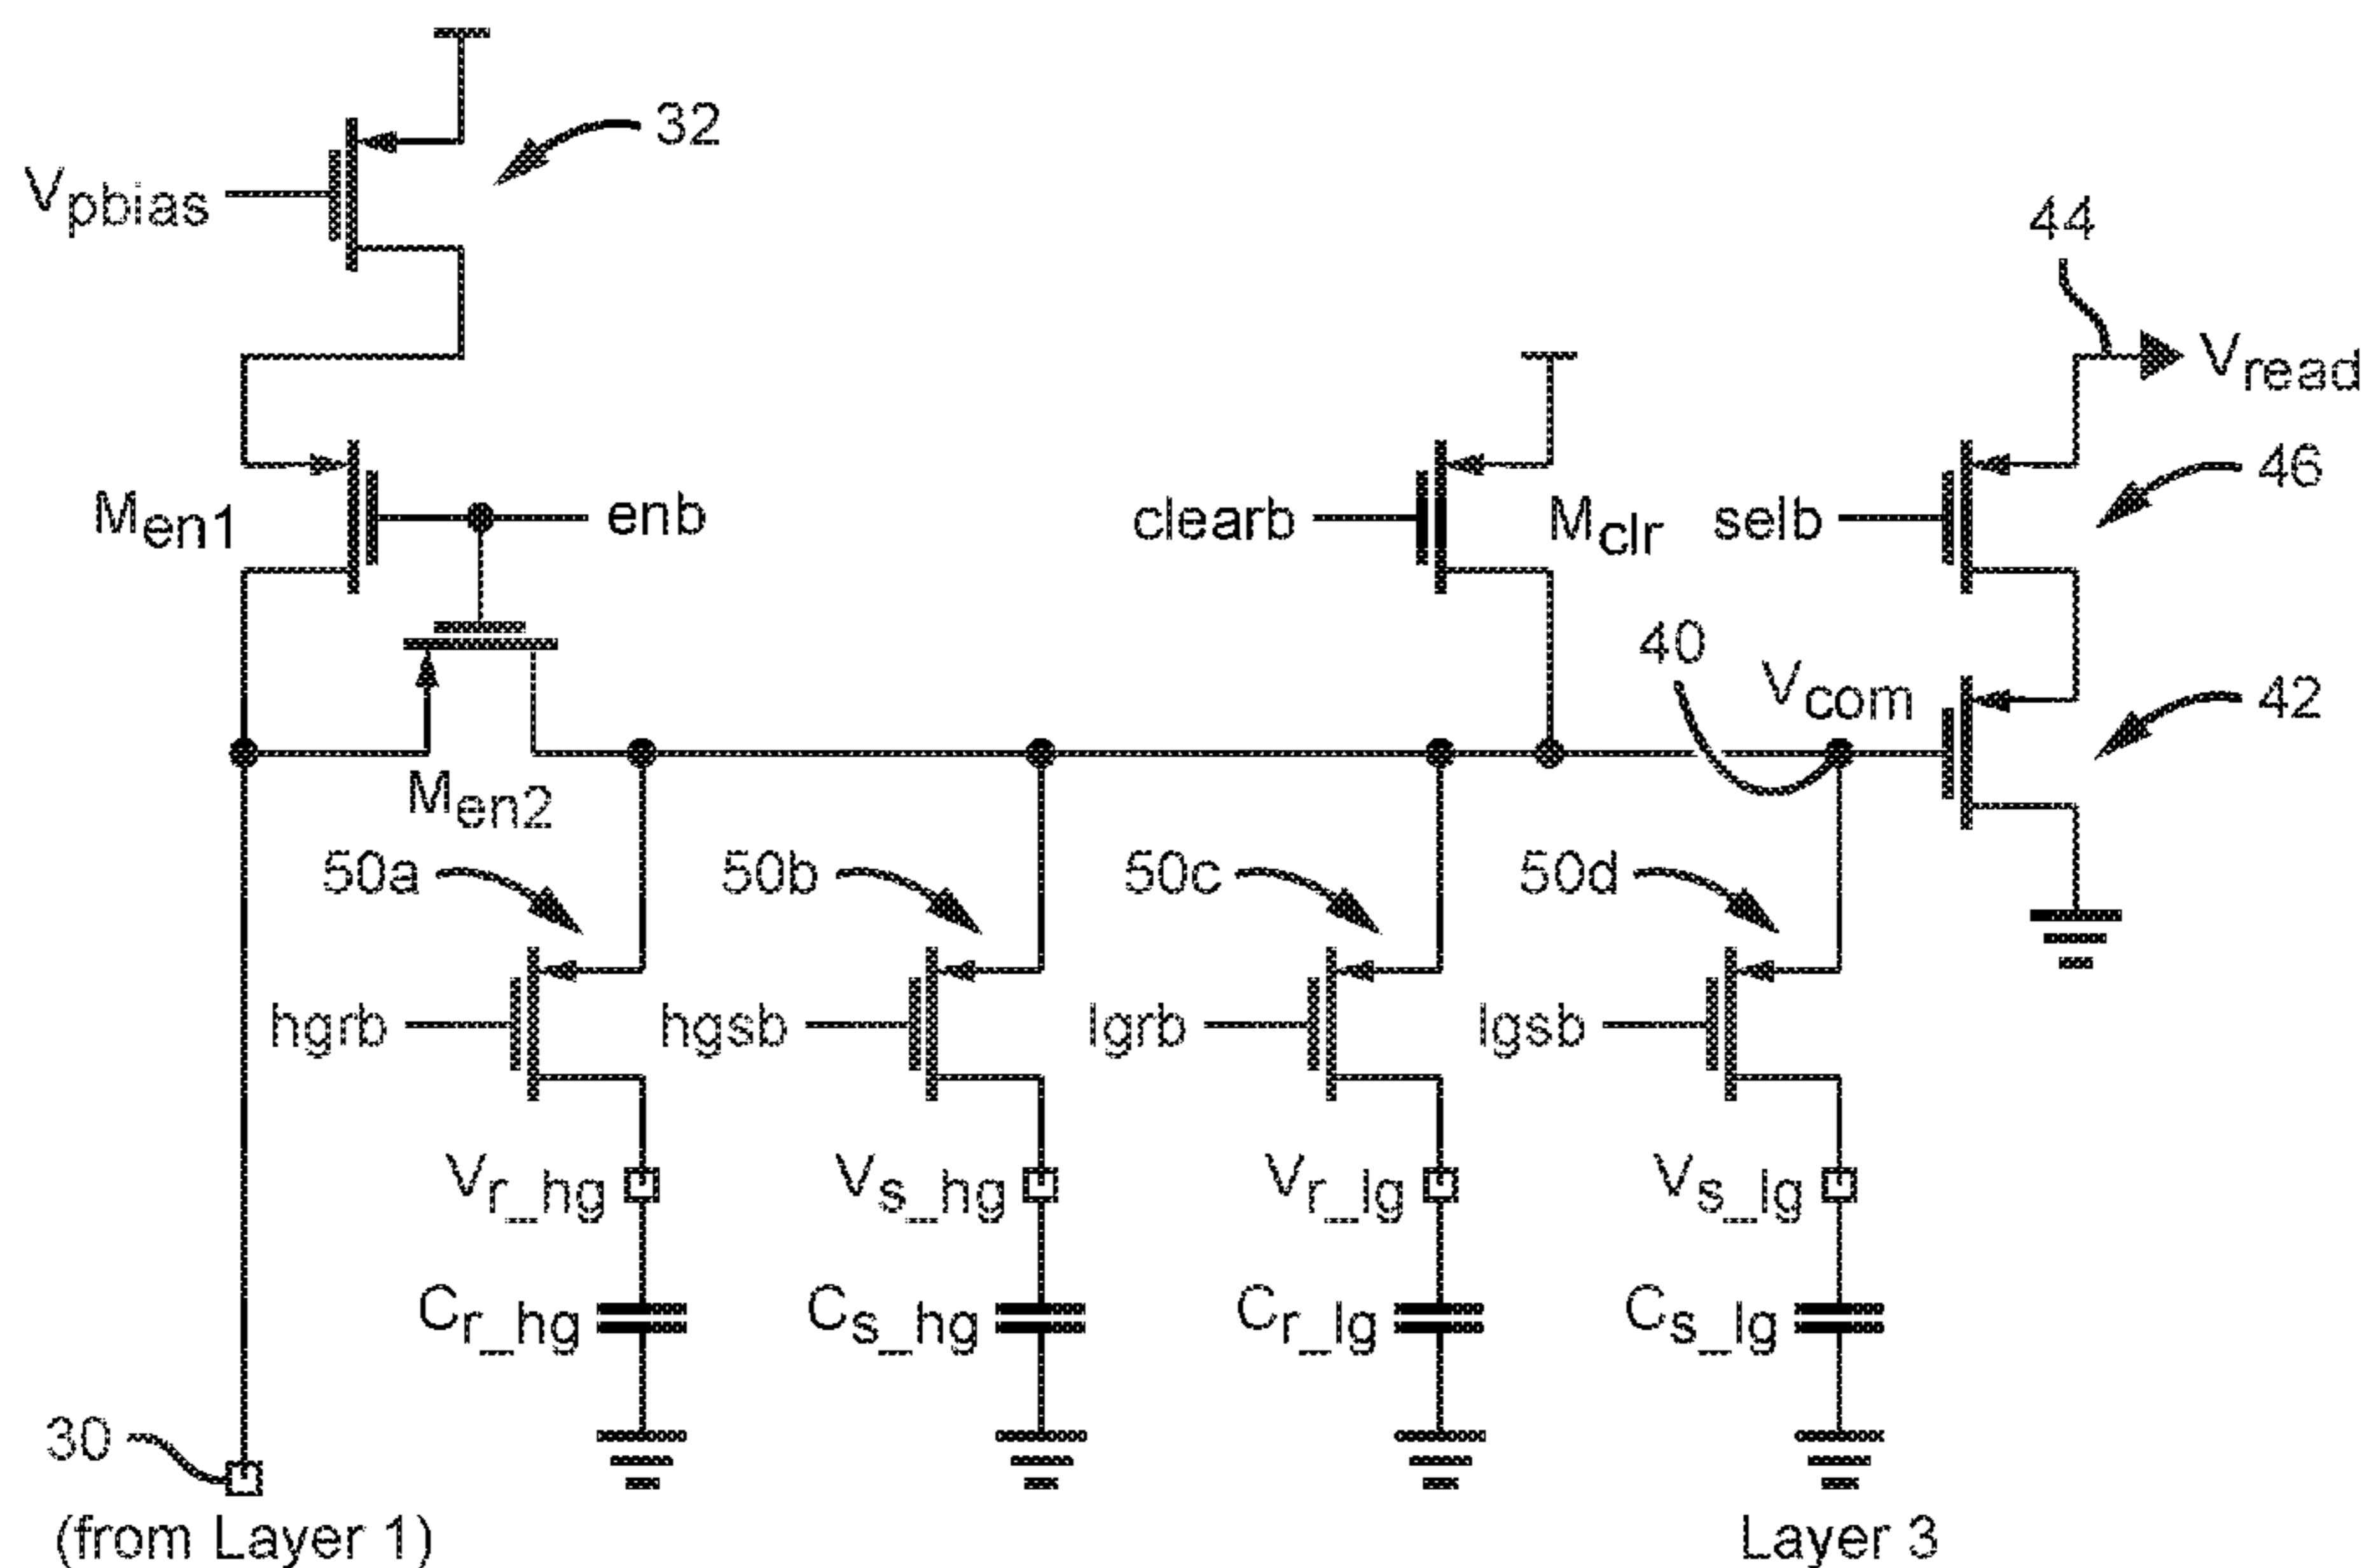 32
Vpbias
44
Vread
Men1
enb
clearb
Mclr
selb
46
40
Vcom
42
Men2
50a
50b
50c
50d
hgrb
hgsb
lgrb
lgsb
Vr_hg
Vs_hg
Vr_lg
Vs_lg
Cr_hg
Cs_hg
Cr_lg
Cs_lg
30
(from Layer 1)
Layer 3